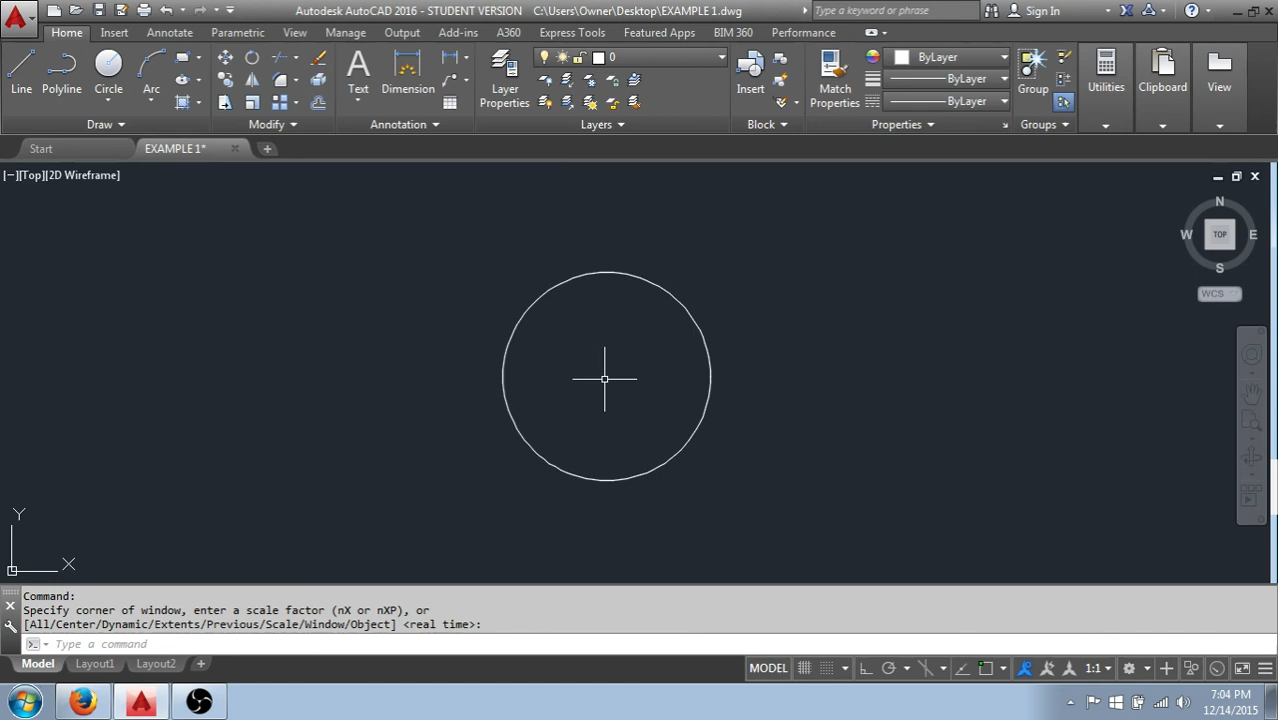 Autodesk AutoCAD 2016 - STUDENT VERSION C:\Users\Owner\Desktop\EXAMPLE 1.dwg Type a keyword or phrase Sign In
Home Insert Annotate Parametric View Manage Output Add-ins A360 Express Tools Featured Apps BIM 360 Performance
Line Polyline Circle Arc Text Dimension Layer Properties 0 Insert Match Properties ByLayer Group Utilities Clipboard View
ByLayer
ByLayer
Draw Modify Annotation Layers Block Properties Groups
Start EXAMPLE 1*
[−][Top][2D Wireframe]
N
W TOP E
S
WCS
Y
X
Command:
Specify corner of window, enter a scale factor (nX or nXP), or
[All/Center/Dynamic/Extents/Previous/Scale/Window/Object] <real time>:
Type a command
Model Layout1 Layout2 + MODEL 1:1
7:04 PM
12/14/2015